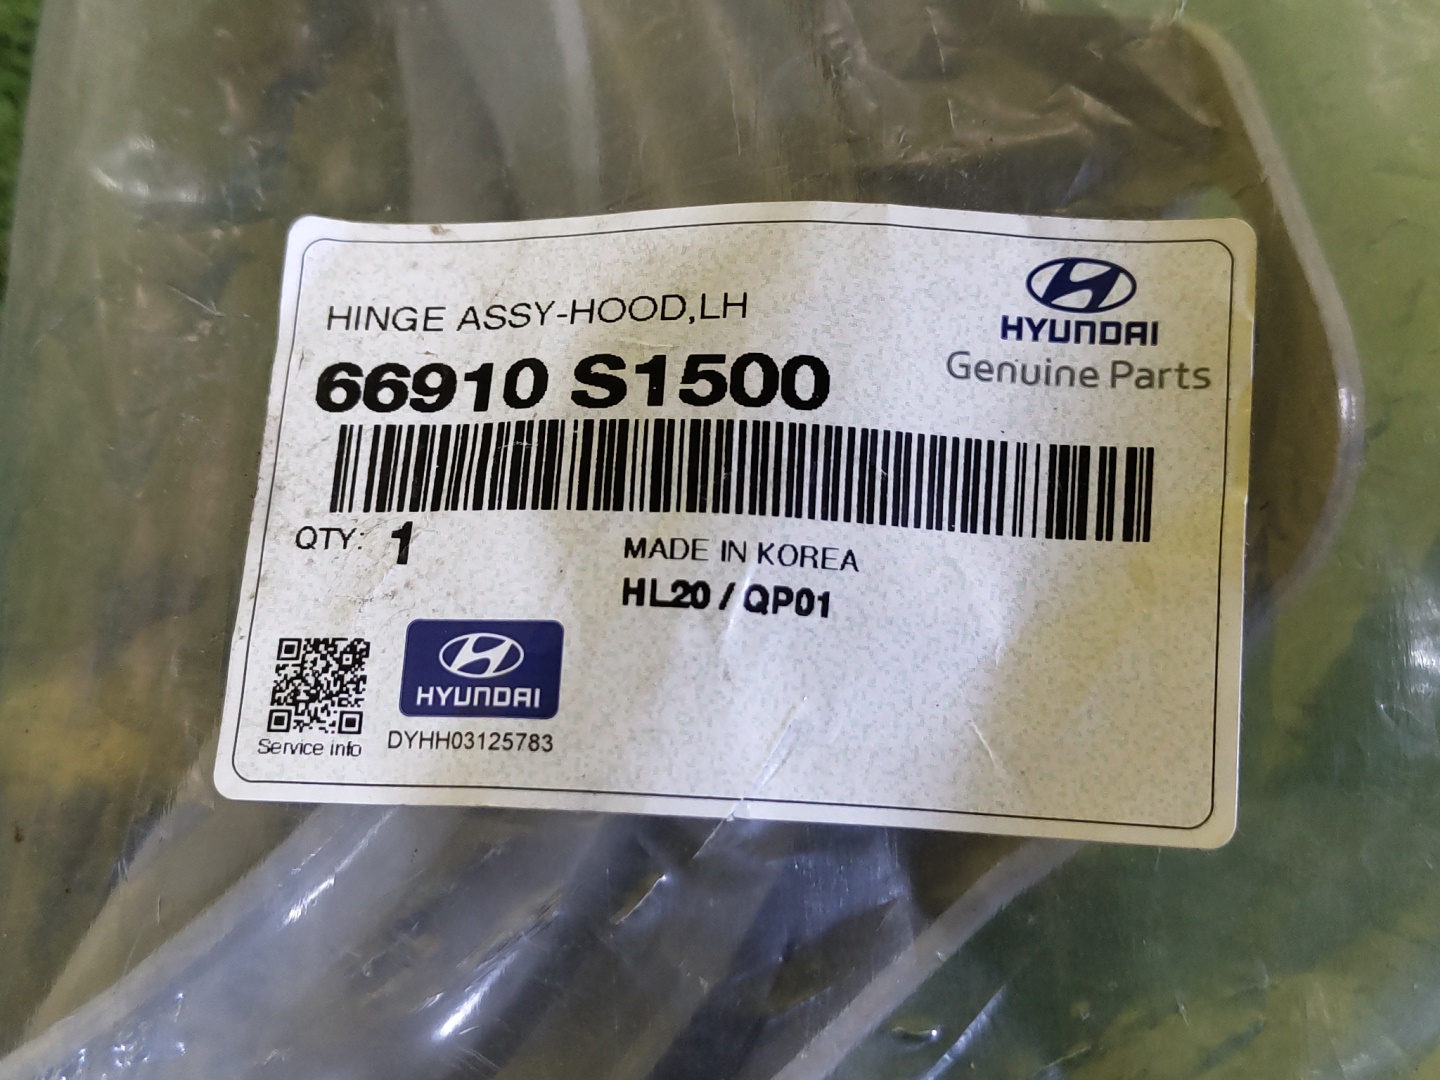 HINGE ASSY-HOOD,LH
66910 S1500
HYUNDAI
Genuine Parts
QTY: 1
MADE IN KOREA
HL20 / QP01
HYUNDAI
Service info
DYHH03125783